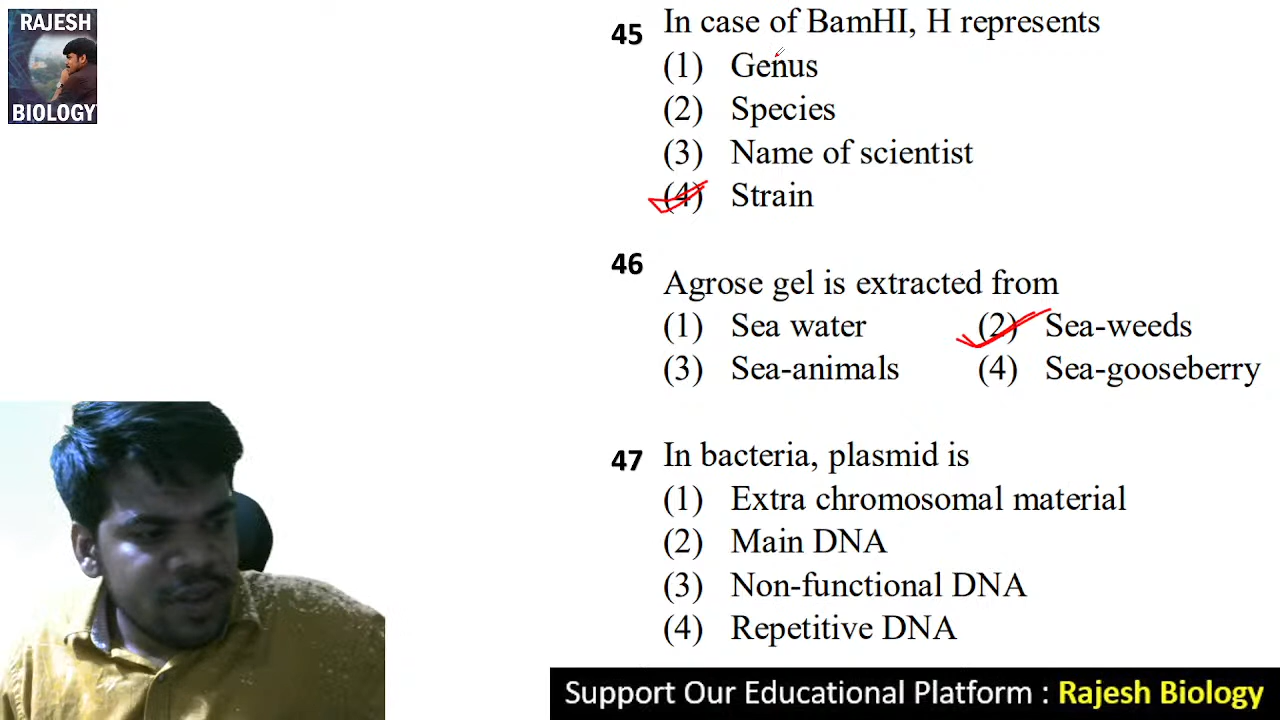 RAJESH
BIOLOGY
45 In case of BamHI, H represents
(1) Genus
(2) Species
(3) Name of scientist
(4) Strain
46 Agrose gel is extracted from
(1) Sea water (2) Sea-weeds
(3) Sea-animals (4) Sea-gooseberry
47 In bacteria, plasmid is
(1) Extra chromosomal material
(2) Main DNA
(3) Non-functional DNA
(4) Repetitive DNA
Support Our Educational Platform : Rajesh Biology